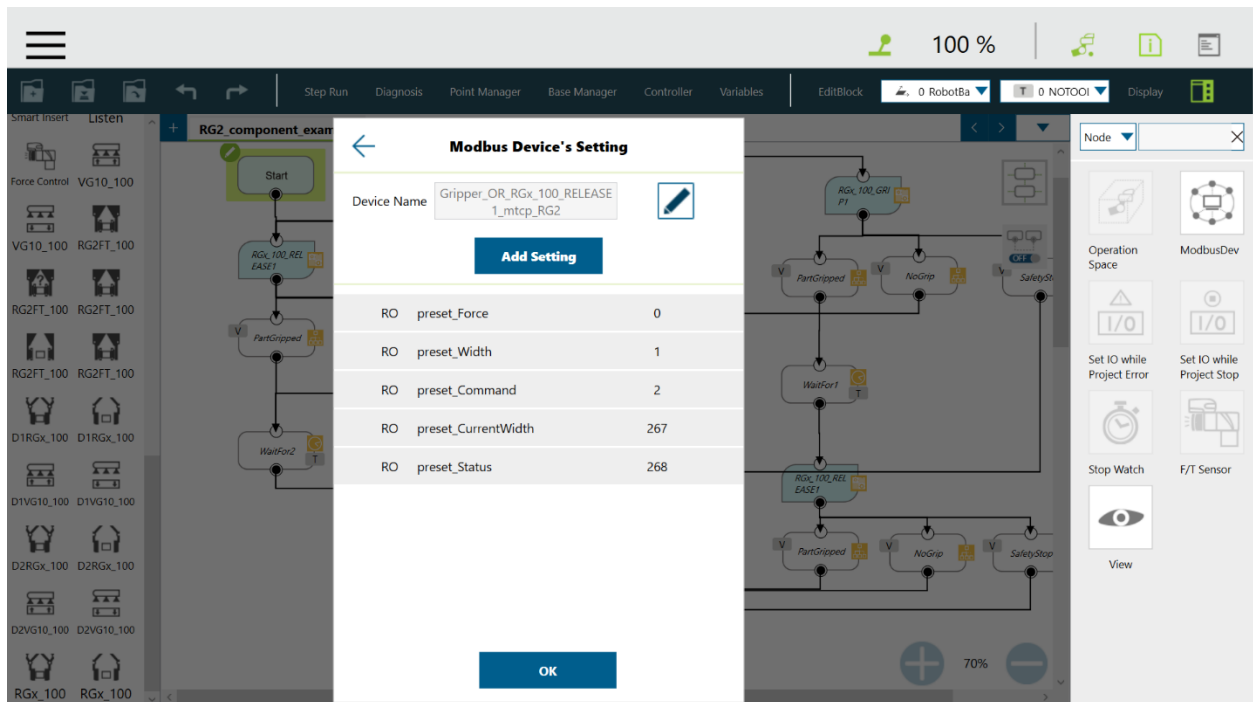 100 %
Step Run
Diagnosis
Point Manager
Base Manager
Controller
Variables
EditBlock
0 RobotBa
T 0 NOTOOl
Display
Smart Insert
Listen
Force Control
VG10_100
VG10_100
RG2FT_100
RG2FT_100
RG2FT_100
RG2FT_100
RG2FT_100
D1RGx_100
D1RGx_100
D1VG10_100
D1VG10_100
D2RGx_100
D2RGx_100
D2VG10_100
D2VG10_100
RGx_100
RGx_100
+
RG2_component_exam
Start
RGx_100_REL
EASE1
V
PartGripped
WaitFor2
T
Modbus Device's Setting
Device Name
Gripper_OR_RGx_100_RELEASE
1_mtcp_RG2
Add Setting
RO preset_Force 0
RO preset_Width 1
RO preset_Command 2
RO preset_CurrentWidth 267
RO preset_Status 268
OK
RGx_100_GRI
P1
V
PartGripped
V
NoGrip
V
SafetySt
OFF
WaitFor1
T
RGx_100_REL
EASE1
V
PartGripped
V
NoGrip
V
SafetyStop
70%
Node
Operation
Space
ModbusDev
I/O
I/O
Set IO while
Project Error
Set IO while
Project Stop
Stop Watch
F/T Sensor
View